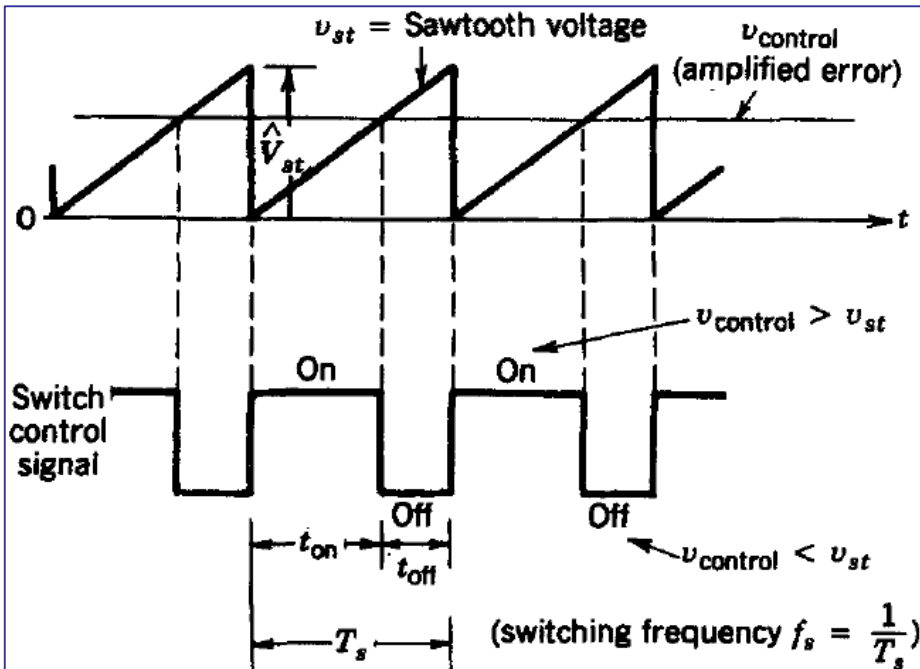 v_st = Sawtooth voltage
v_control
(amplified error)
V̂_st
0
t
v_control > v_st
On
On
Switch
control
signal
Off
Off
t_on
t_off
v_control < v_st
T_s
(switching frequency f_s = 1/T_s)